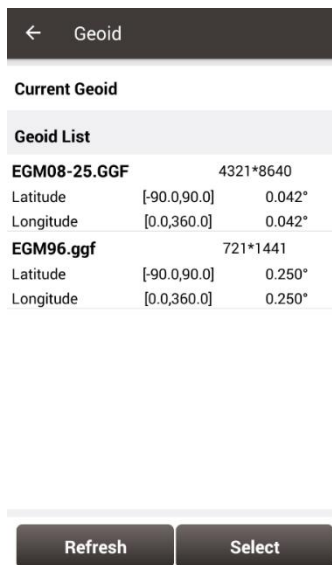 ← Geoid
Current Geoid
Geoid List
EGM08-25.GGF 4321*8640
Latitude [-90.0,90.0] 0.042°
Longitude [0.0,360.0] 0.042°
EGM96.ggf 721*1441
Latitude [-90.0,90.0] 0.250°
Longitude [0.0,360.0] 0.250°
Refresh Select